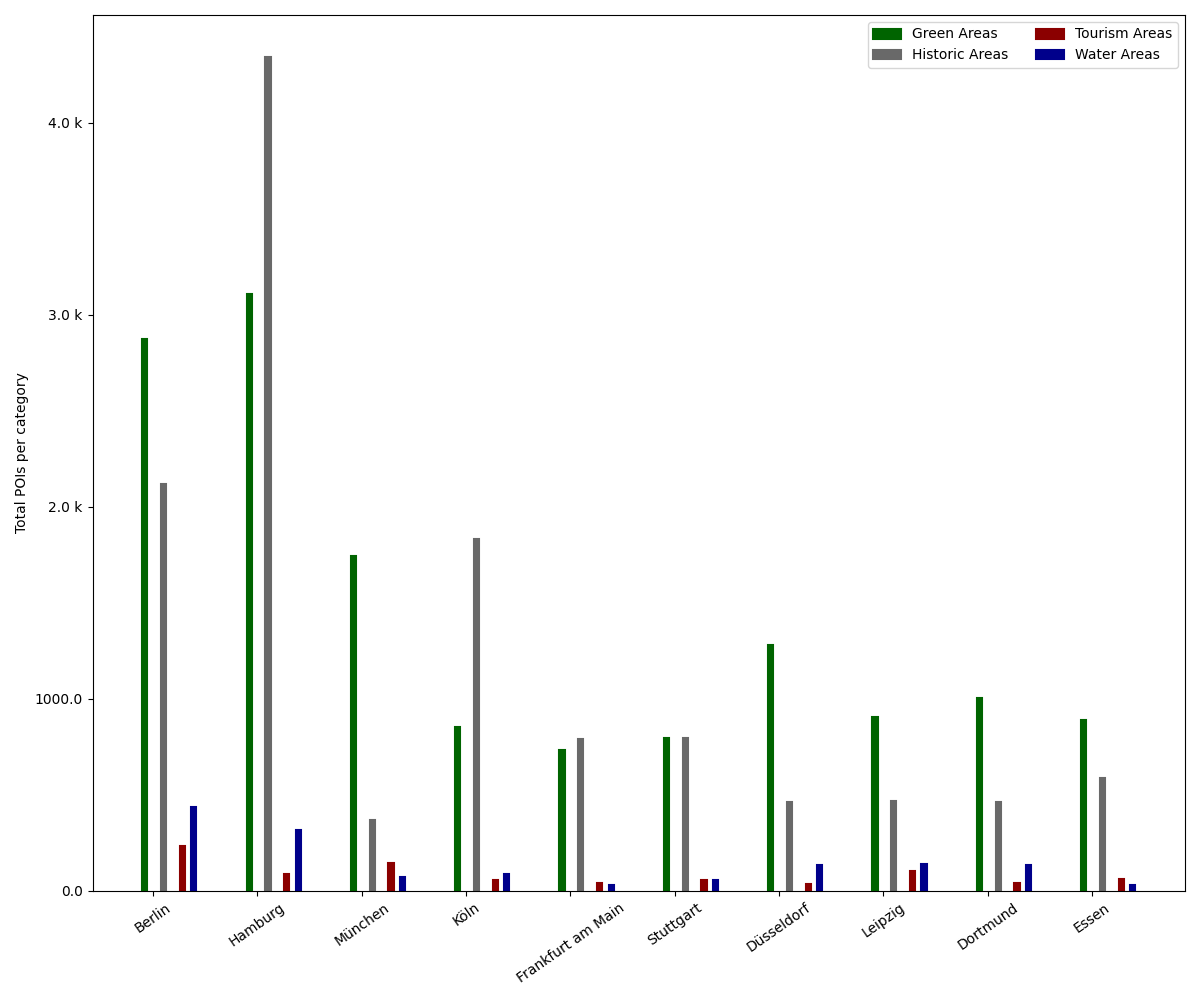 Green Areas
Historic Areas
Tourism Areas
Water Areas
Total POIs per category
4.0 k
3.0 k
2.0 k
1000.0
0.0
Berlin
Hamburg
München
Köln
Frankfurt am Main
Stuttgart
Düsseldorf
Leipzig
Dortmund
Essen